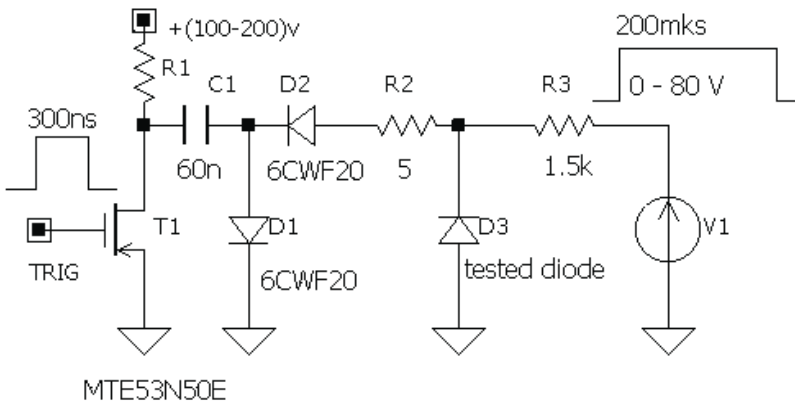 +(100-200)v
200mks
R1
C1
D2
R2
R3
0 - 80 V
300ns
60n
6CWF20
5
1.5k
T1
D1
D3
V1
TRIG
6CWF20
tested diode
MTE53N50E